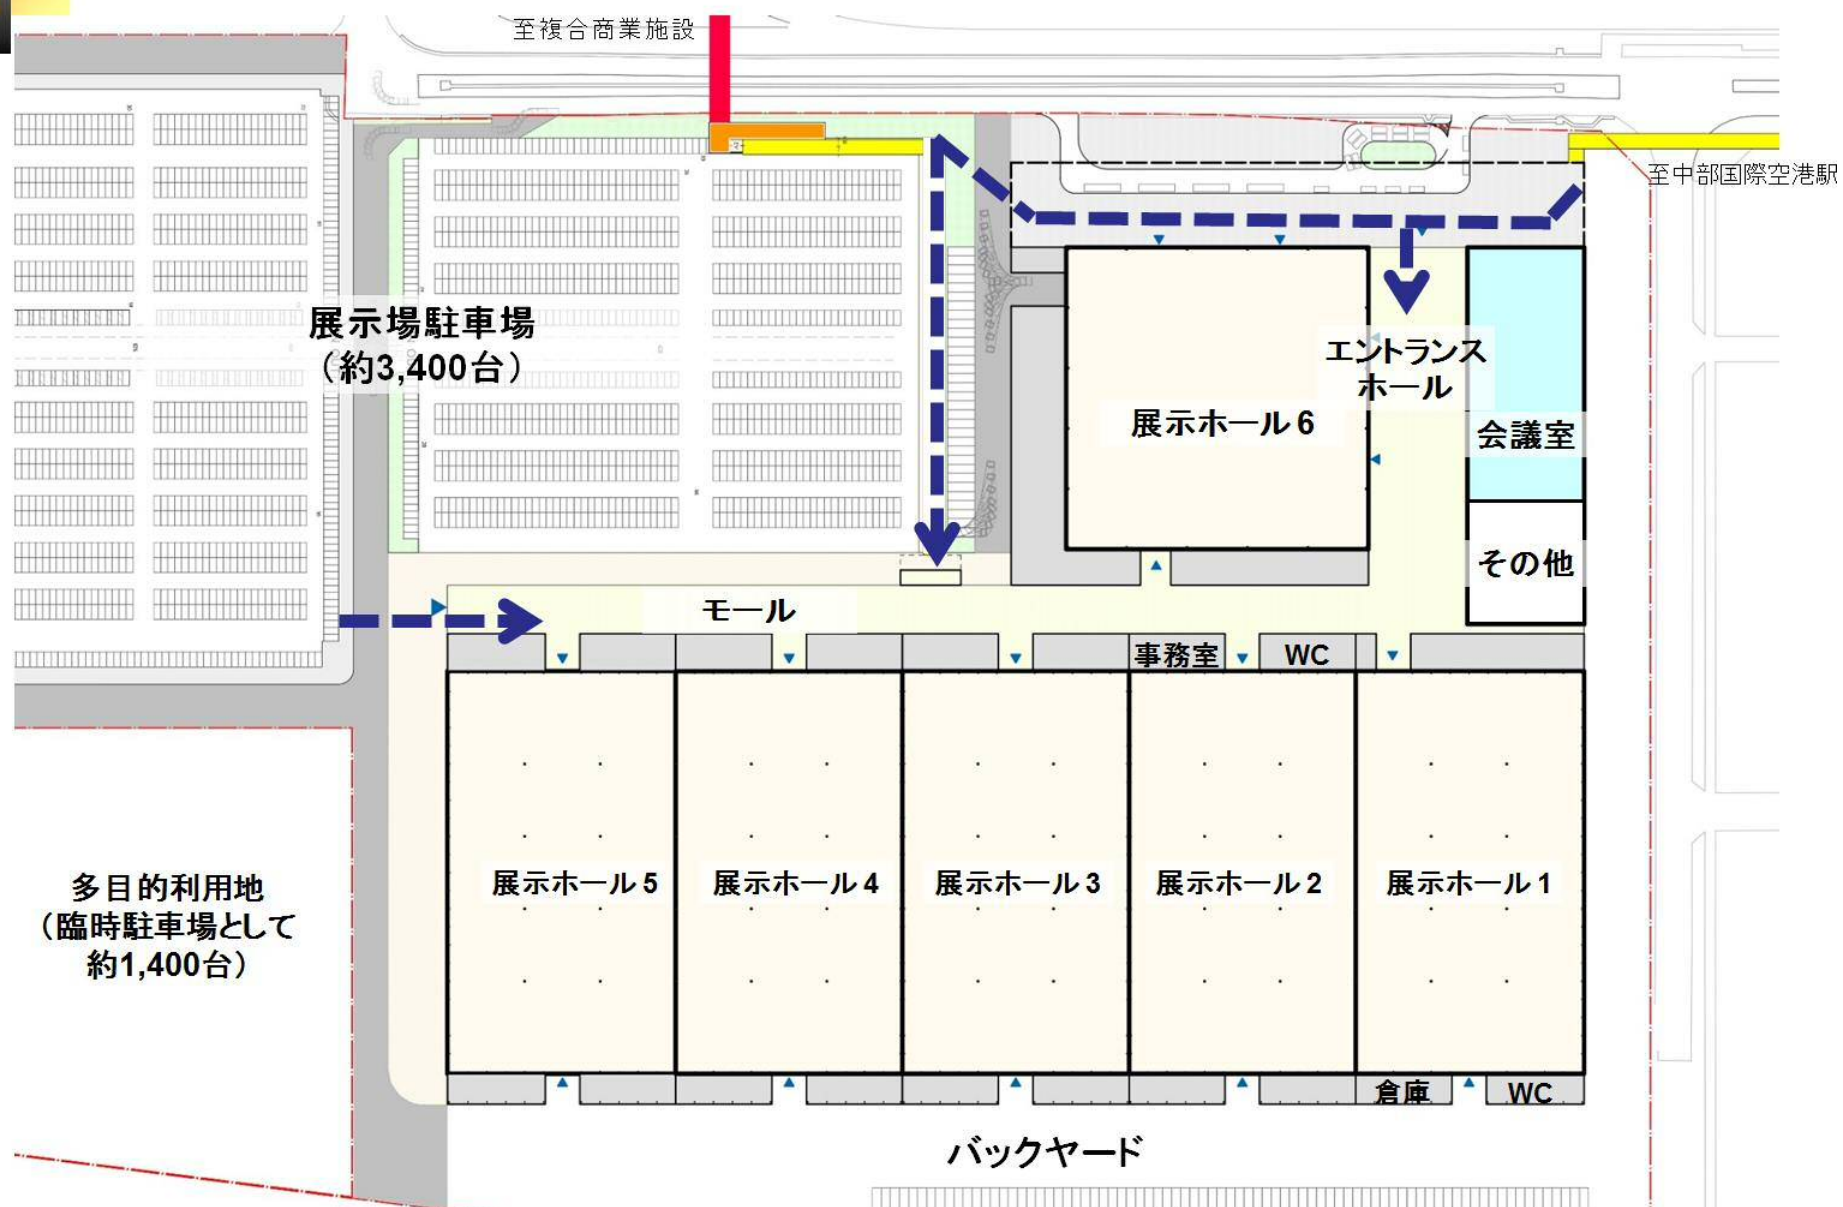 至複合商業施設
至中部国際空港駅
展示場駐車場
（約3,400台）
エントランス
ホール
展示ホール６
会議室
その他
モール
事務室
WC
展示ホール５
展示ホール４
展示ホール３
展示ホール２
展示ホール１
多目的利用地
（臨時駐車場として
約1,400台）
倉庫
WC
バックヤード